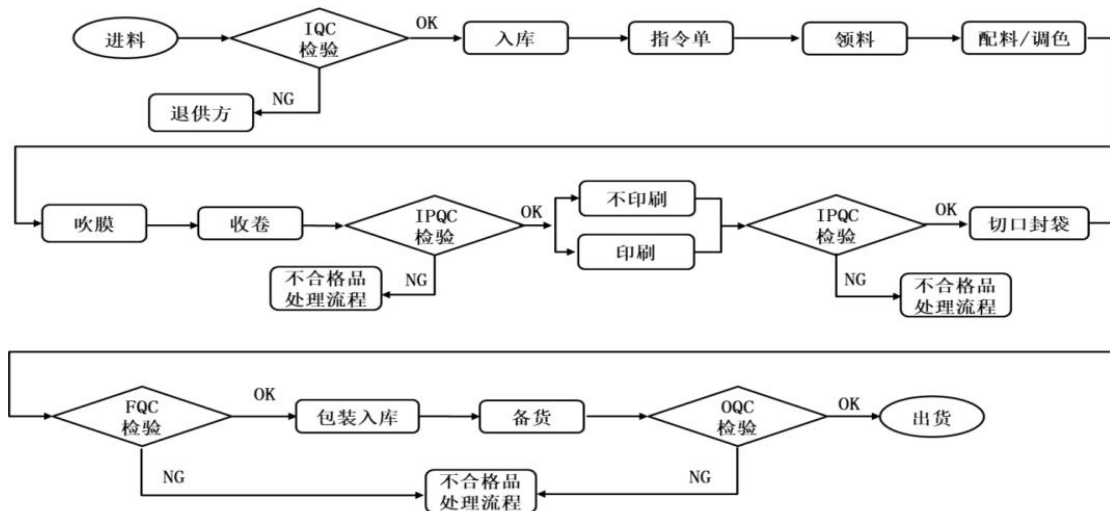 进料
IQC
检验
OK
入库
指令单
领料
配料/调色
NG
退供方
吹膜
收卷
IPQC
检验
OK
不印刷
印刷
IPQC
检验
OK
切口封袋
NG
不合格品
处理流程
NG
不合格品
处理流程
FQC
检验
OK
包装入库
备货
OQC
检验
OK
出货
NG
不合格品
处理流程
NG